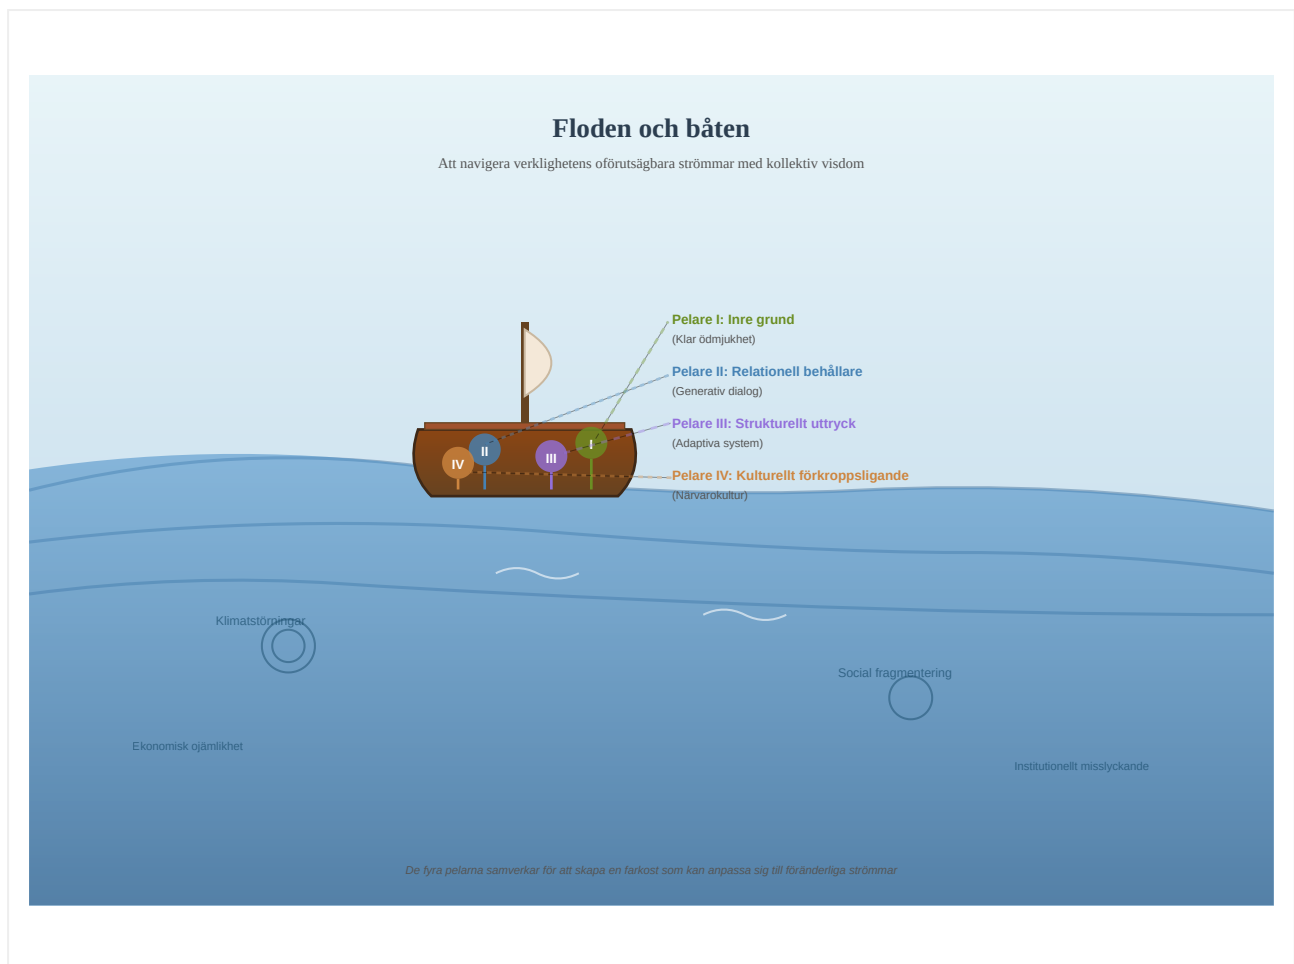 Floden och båten
Att navigera verklighetens oförutsägbara strömmar med kollektiv visdom
Pelare I: Inre grund
(Klar ödmjukhet)
Pelare II: Relationell behållare
(Generativ dialog)
Pelare III: Strukturellt uttryck
(Adaptiva system)
Pelare IV: Kulturellt förkroppsligande
(Närvarokultur)
I
II
III
IV
Klimatstörningar
Social fragmentering
Ekonomisk ojämlikhet
Institutionellt misslyckande
De fyra pelarna samverkar för att skapa en farkost som kan anpassa sig till föränderliga strömmar